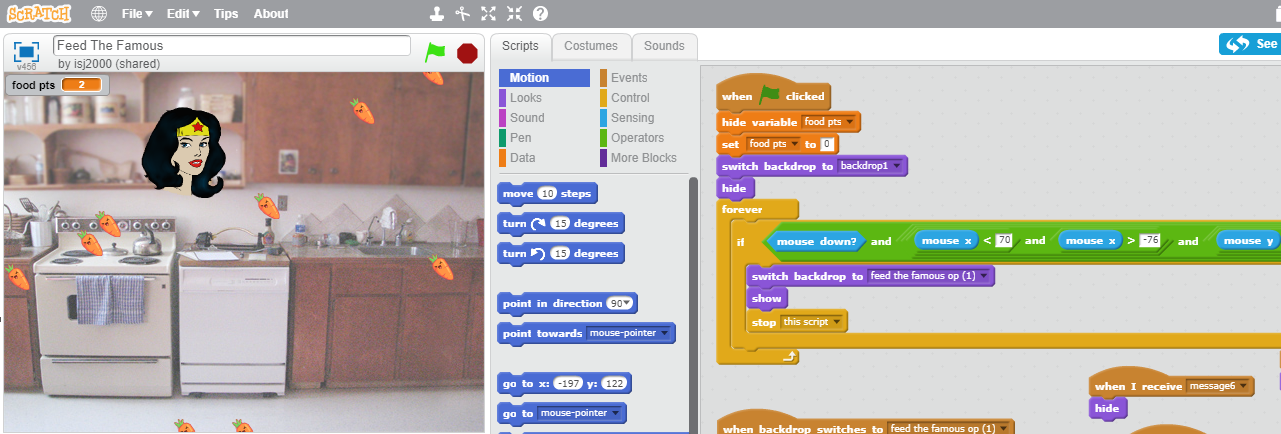 SCRATCH File Edit Tips About See
Feed The Famous
by isj2000 (shared)
v456
food pts 2
Scripts Costumes Sounds
Motion Events
Looks Control
Sound Sensing
Pen Operators
Data More Blocks
move 10 steps
turn 15 degrees
turn 15 degrees
point in direction 90
point towards mouse-pointer
go to x: -197 y: 122
go to mouse-pointer
when clicked
hide variable food pts
set food pts to 0
switch backdrop to backdrop1
hide
forever
if mouse down? and mouse x < 70 and mouse x > -76 and mouse y
switch backdrop to feed the famous op (1)
show
stop this script
when I receive message6
hide
when backdrop switches to feed the famous op (1)